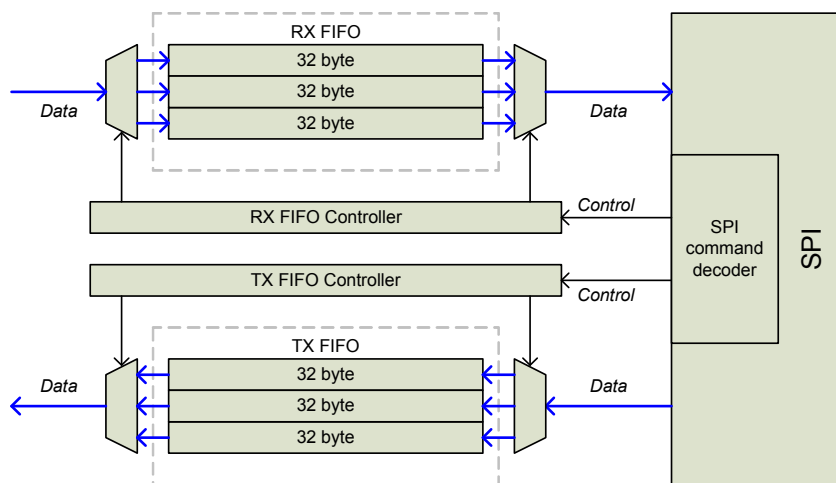 RX FIFO
32 byte
32 byte
32 byte
Data
Data
RX FIFO Controller
Control
SPI
command
decoder
SPI
TX FIFO Controller
Control
TX FIFO
32 byte
32 byte
32 byte
Data
Data